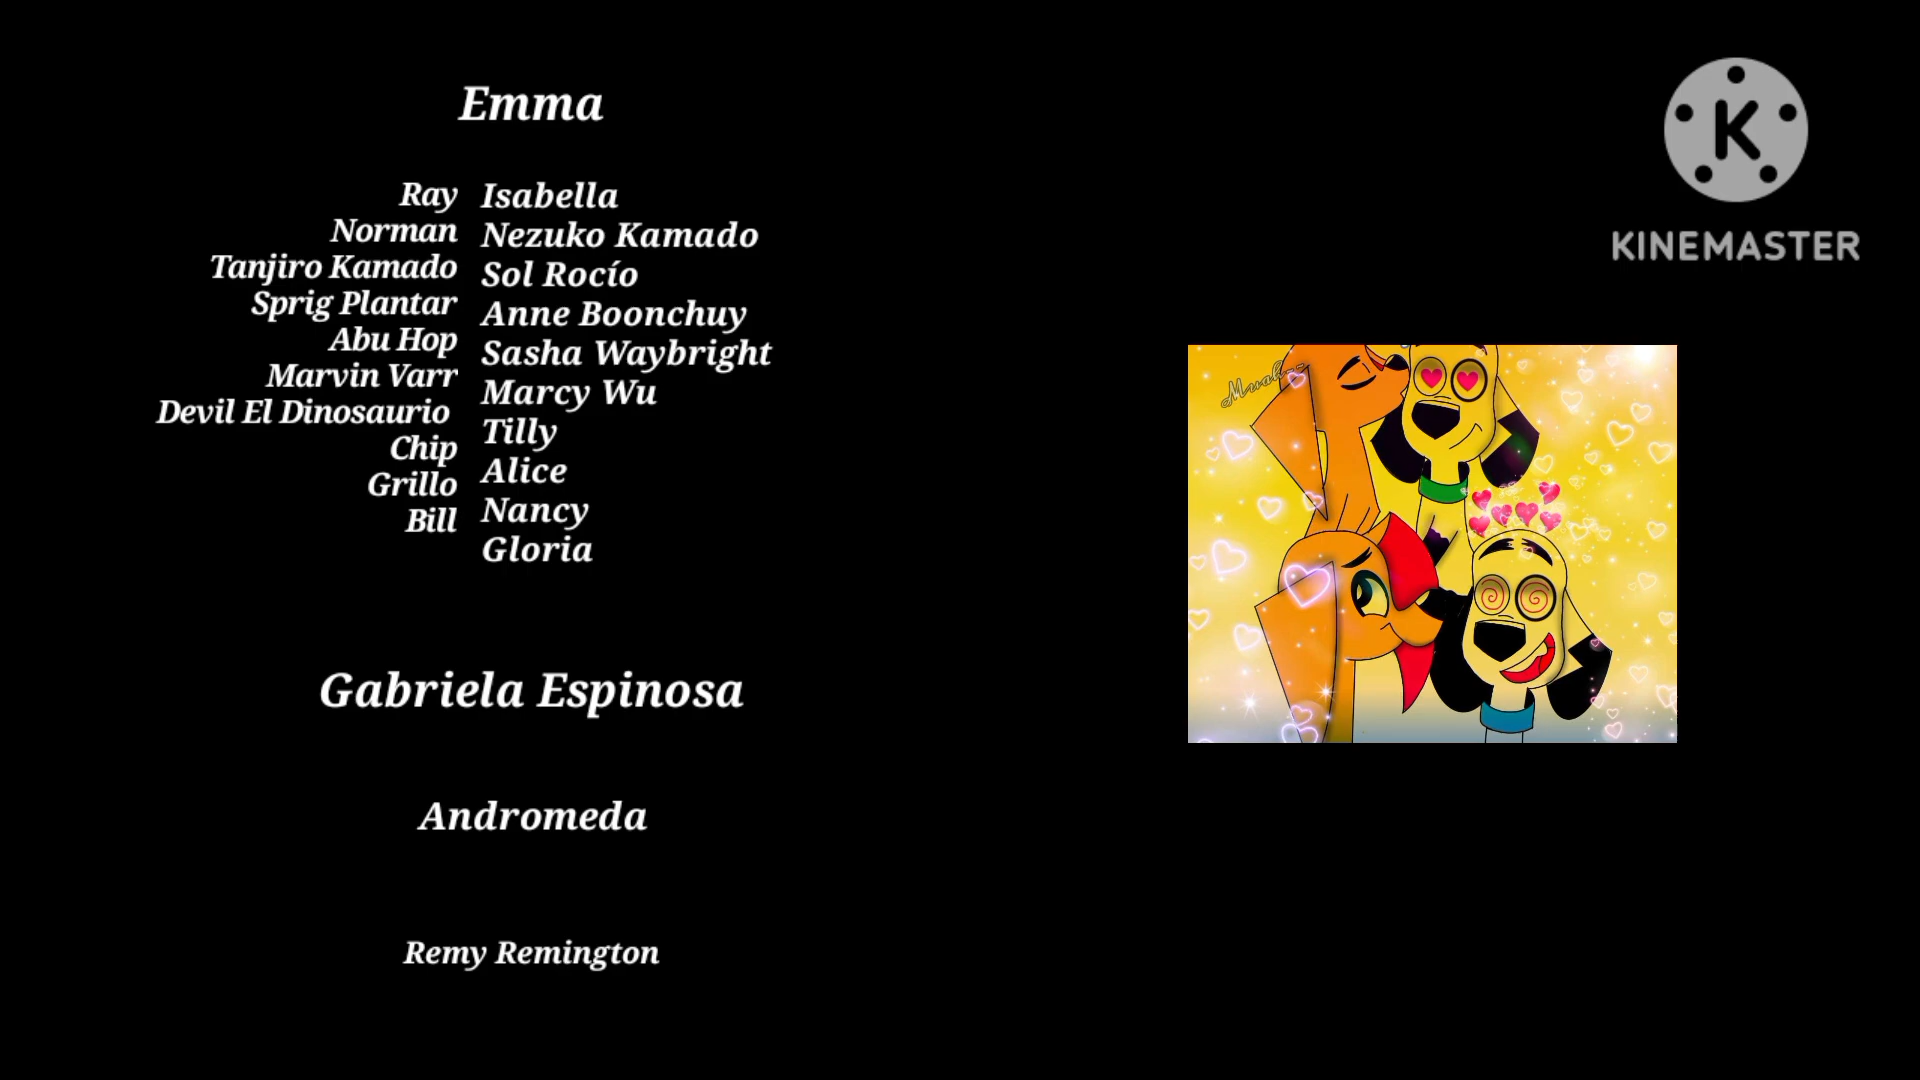 Emma
Ray
Norman
Tanjiro Kamado
Sprig Plantar
Abu Hop
Marvin Varr
Devil El Dinosaurio
Chip
Grillo
Bill
Isabella
Nezuko Kamado
Sol Rocío
Anne Boonchuy
Sasha Waybright
Marcy Wu
Tilly
Alice
Nancy
Gloria
Gabriela Espinosa
Andromeda
Remy Remington
K
KINEMASTER